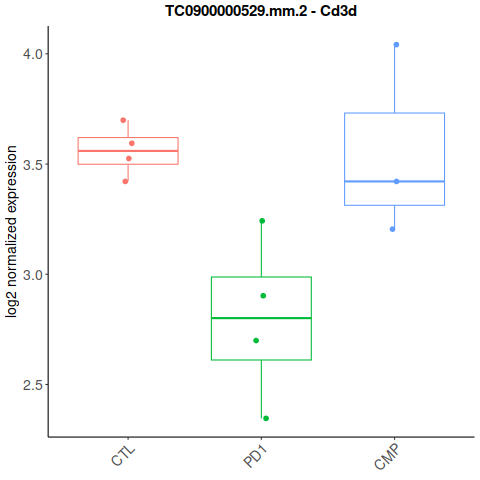 TC0900000529.mm.2 - Cd3d
log2 normalized expression
4.0
3.5
3.0
2.5
CTL
PD1
CMP